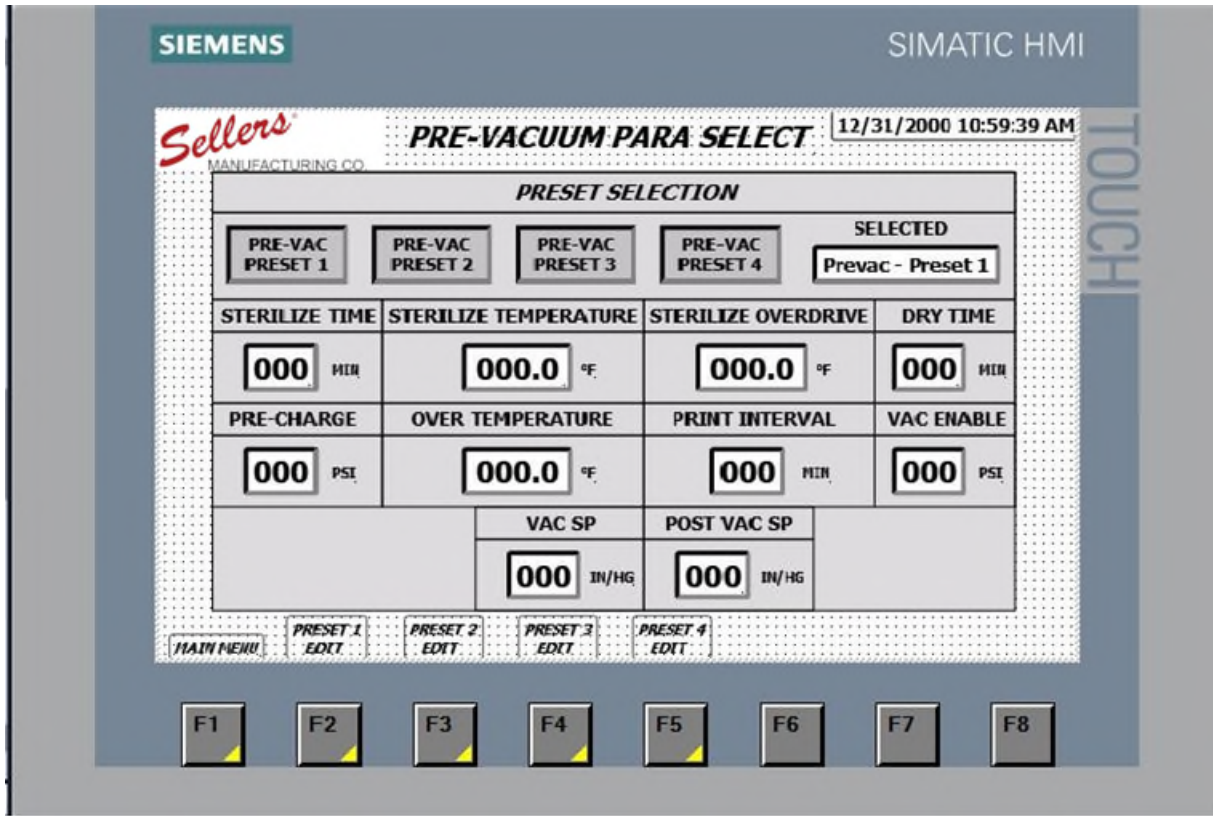 SIEMENS
SIMATIC HMI
TOUCH
Sellers
MANUFACTURING CO.
PRE-VACUUM PARA SELECT
12/31/2000 10:59:39 AM
PRESET SELECTION
PRE-VAC
PRESET 1
PRE-VAC
PRESET 2
PRE-VAC
PRESET 3
PRE-VAC
PRESET 4
SELECTED
Prevac - Preset 1
STERILIZE TIME
STERILIZE TEMPERATURE
STERILIZE OVERDRIVE
DRY TIME
000 MIN
000.0 °F
000.0 °F
000 MIN
PRE-CHARGE
OVER TEMPERATURE
PRINT INTERVAL
VAC ENABLE
000 PSI
000.0 °F
000 MIN
000 PSI
VAC SP
POST VAC SP
000 IN/HG
000 IN/HG
MAIN MENU
PRESET 1
EDIT
PRESET 2
EDIT
PRESET 3
EDIT
PRESET 4
EDIT
F1
F2
F3
F4
F5
F6
F7
F8